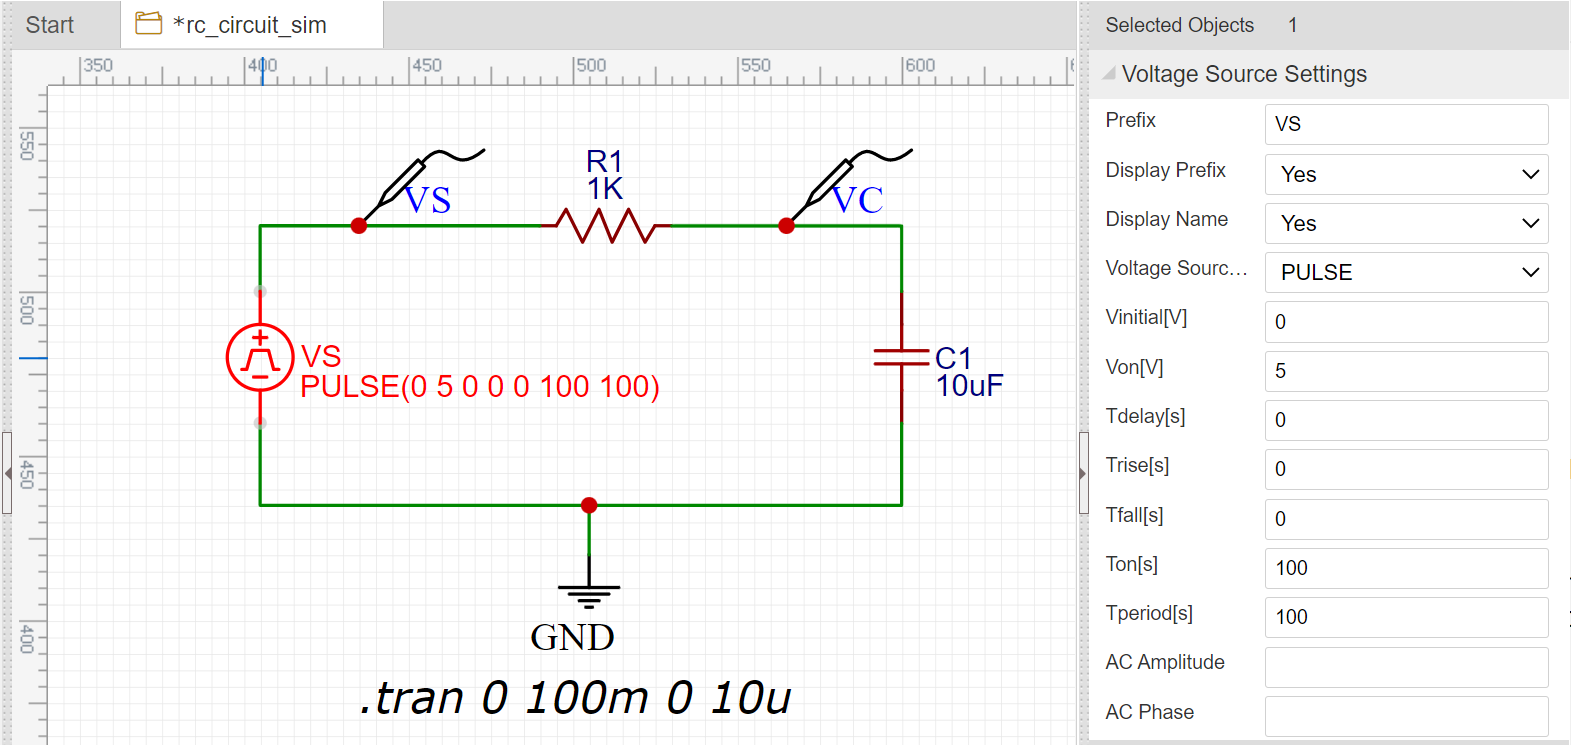 Start
*rc_circuit_sim
350
400
450
500
550
600
550
500
450
400
VS
R1
1K
VC
VS
PULSE(0 5 0 0 0 100 100)
C1
10uF
GND
.tran 0 100m 0 10u
Selected Objects 1
Voltage Source Settings
Prefix VS
Display Prefix Yes
Display Name Yes
Voltage Sourc... PULSE
Vinitial[V] 0
Von[V] 5
Tdelay[s] 0
Trise[s] 0
Tfall[s] 0
Ton[s] 100
Tperiod[s] 100
AC Amplitude
AC Phase